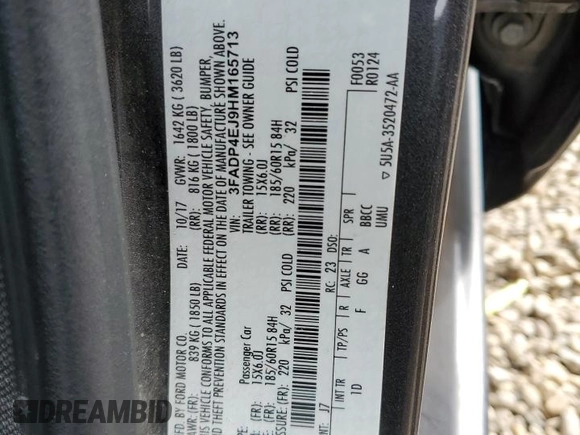 FD. BY FORD MOTOR CO.
DATE: 10/17 GVWR: 1642 KG ( 3620 LB)
839 KG ( 1850 LB) (RR): 816 KG ( 1800 LB)
VEHICLE CONFORMS TO ALL APPLICABLE FEDERAL MOTOR VEHICLE SAFETY, BUMPER,
THEFT PREVENTION STANDARDS IN EFFECT ON THE DATE OF MANUFACTURE SHOWN ABOVE.
VIN: 3FADP4EJ9HM165713
Passenger Car TRAILER TOWING - SEE OWNER GUIDE
(FR): 15X6.0J (RR): 15X6.0J
(FR): 185/60R15 84H (RR): 185/60R15 84H
(FR): 220 kPa/ 32 PSI COLD (RR): 220 kPa/ 32 PSI COLD
17 RC: 23 DSO: F0053
R0124
INT TR TP/PS R AXLE TR SPR
1D F GG A BBCC
UMU ▽ 5U5A-3520472-AA
DREAMBID